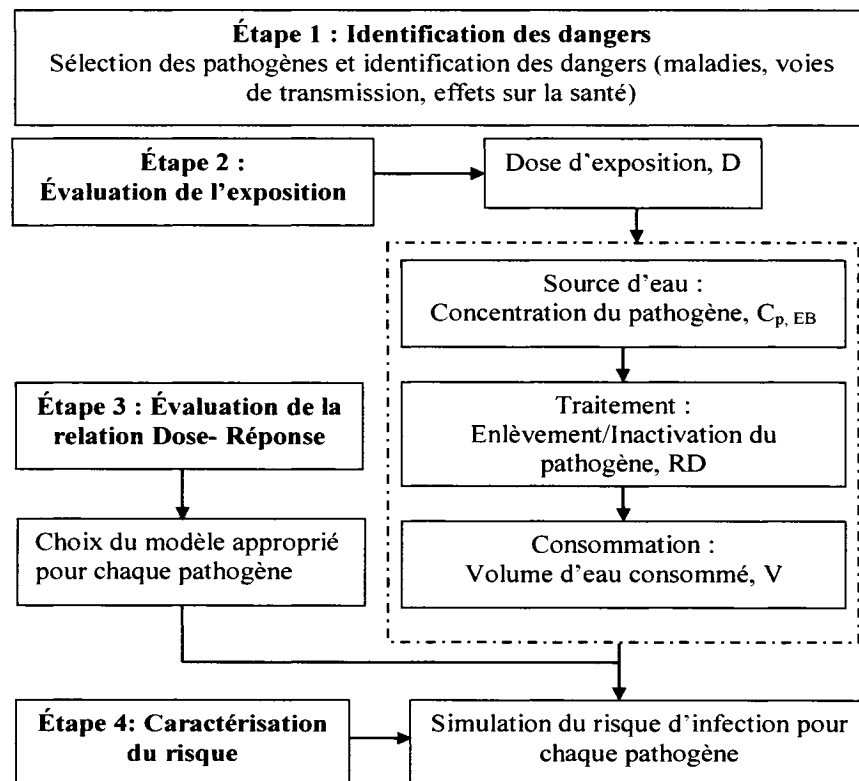 Étape 1 : Identification des dangers
Sélection des pathogènes et identification des dangers (maladies, voies
de transmission, effets sur la santé)
Étape 2 :
Évaluation de l'exposition
Dose d'exposition, D
Source d'eau :
Concentration du pathogène, Cp, EB
Traitement :
Enlèvement/Inactivation du
pathogène, RD
Consommation :
Volume d'eau consommé, V
Étape 3 : Évaluation de la
relation Dose- Réponse
Choix du modèle approprié
pour chaque pathogène
Étape 4: Caractérisation
du risque
Simulation du risque d'infection pour
chaque pathogène